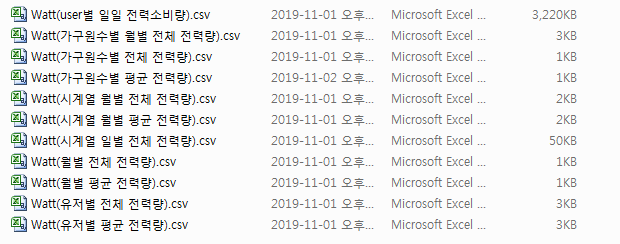 Watt(user별 일일 전력소비량).csv 2019-11-01 오후... Microsoft Excel ... 3,220KB
Watt(가구원수별 월별 전체 전력량).csv 2019-11-01 오후... Microsoft Excel ... 3KB
Watt(가구원수별 전체 전력량).csv 2019-11-01 오후... Microsoft Excel ... 1KB
Watt(가구원수별 평균 전력량).csv 2019-11-02 오후... Microsoft Excel ... 1KB
Watt(시계열 월별 전체 전력량).csv 2019-11-01 오후... Microsoft Excel ... 2KB
Watt(시계열 월별 평균 전력량).csv 2019-11-01 오후... Microsoft Excel ... 2KB
Watt(시계열 일별 전체 전력량).csv 2019-11-01 오후... Microsoft Excel ... 50KB
Watt(월별 전체 전력량).csv 2019-11-01 오후... Microsoft Excel ... 1KB
Watt(월별 평균 전력량).csv 2019-11-01 오후... Microsoft Excel ... 1KB
Watt(유저별 전체 전력량).csv 2019-11-01 오후... Microsoft Excel ... 3KB
Watt(유저별 평균 전력량).csv 2019-11-01 오후... Microsoft Excel ... 3KB